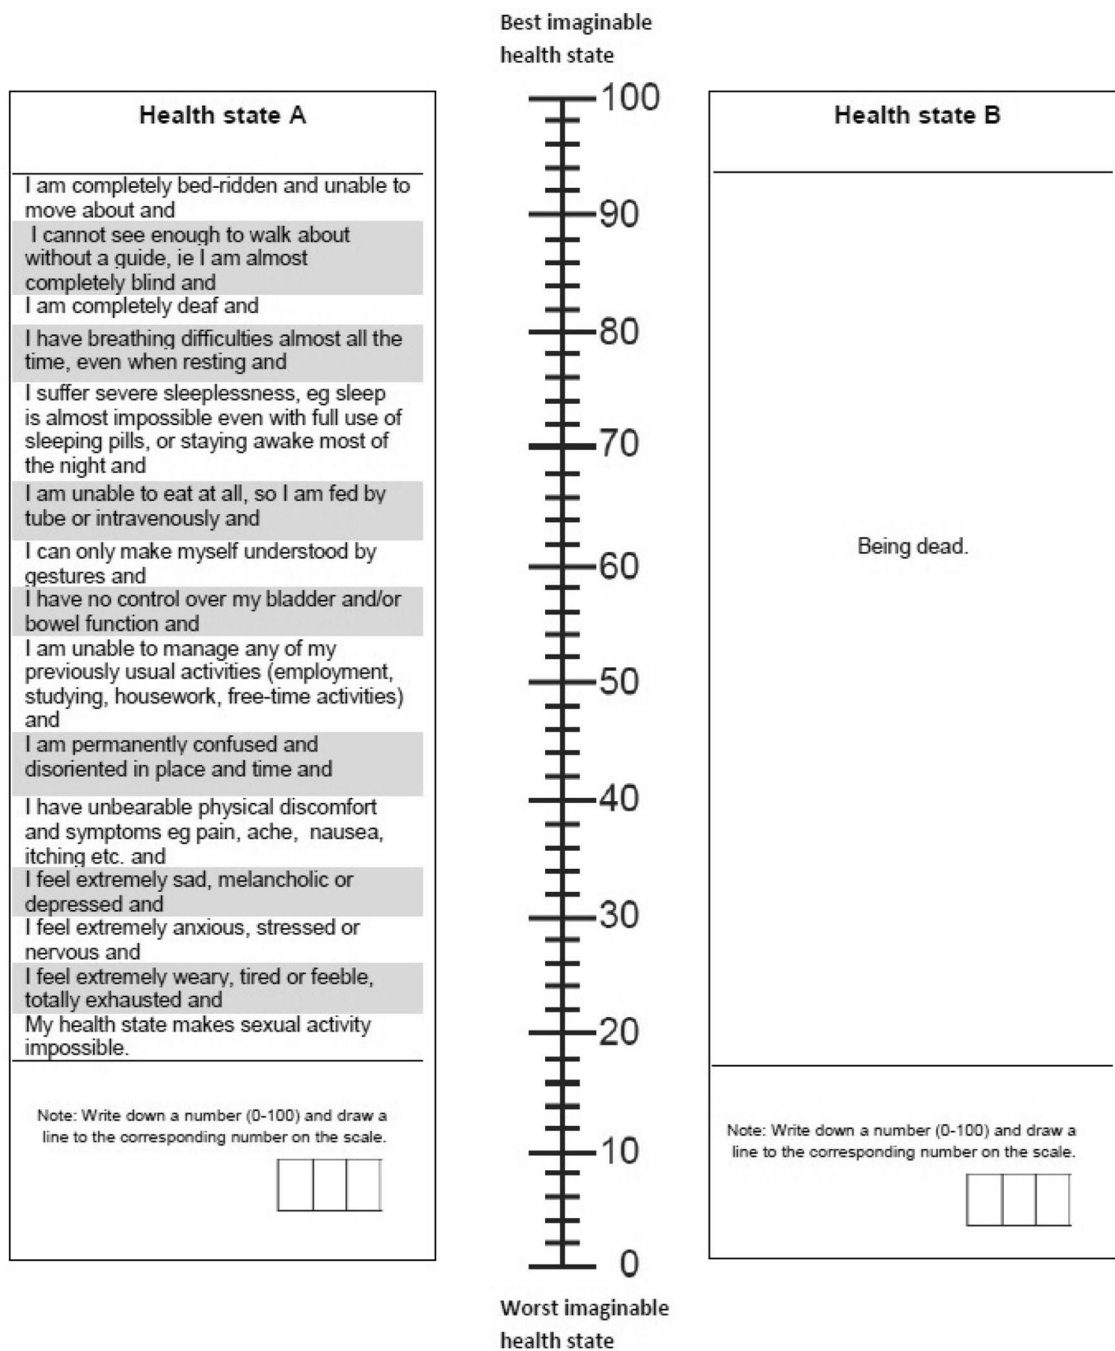 Best imaginable
health state
Health state A
I am completely bed-ridden and unable to
move about and
I cannot see enough to walk about
without a guide, ie I am almost
completely blind and
I am completely deaf and
I have breathing difficulties almost all the
time, even when resting and
I suffer severe sleeplessness, eg sleep
is almost impossible even with full use of
sleeping pills, or staying awake most of
the night and
I am unable to eat at all, so I am fed by
tube or intravenously and
I can only make myself understood by
gestures and
I have no control over my bladder and/or
bowel function and
I am unable to manage any of my
previously usual activities (employment,
studying, housework, free-time activities)
and
I am permanently confused and
disoriented in place and time and
I have unbearable physical discomfort
and symptoms eg pain, ache, nausea,
itching etc. and
I feel extremely sad, melancholic or
depressed and
I feel extremely anxious, stressed or
nervous and
I feel extremely weary, tired or feeble,
totally exhausted and
My health state makes sexual activity
impossible.
Note: Write down a number (0-100) and draw a
line to the corresponding number on the scale.
100
90
80
70
60
50
40
30
20
10
0
Worst imaginable
health state
Health state B
Being dead.
Note: Write down a number (0-100) and draw a
line to the corresponding number on the scale.